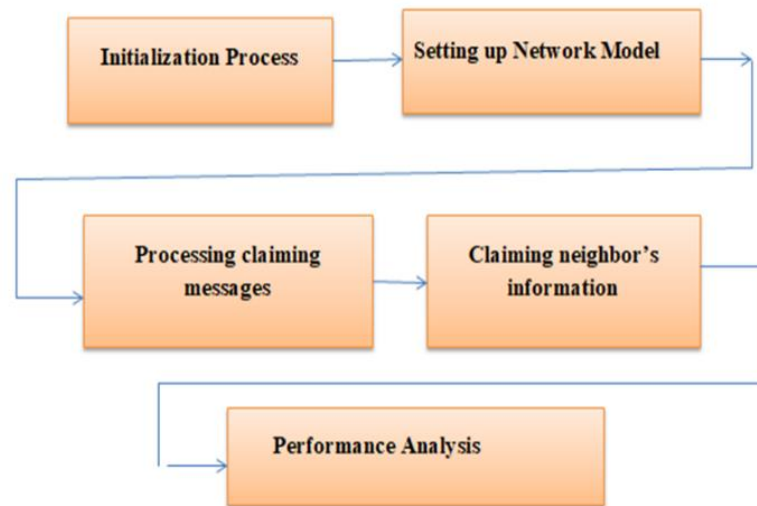 Initialization Process
Setting up Network Model
Processing claiming
messages
Claiming neighbor's
information
Performance Analysis